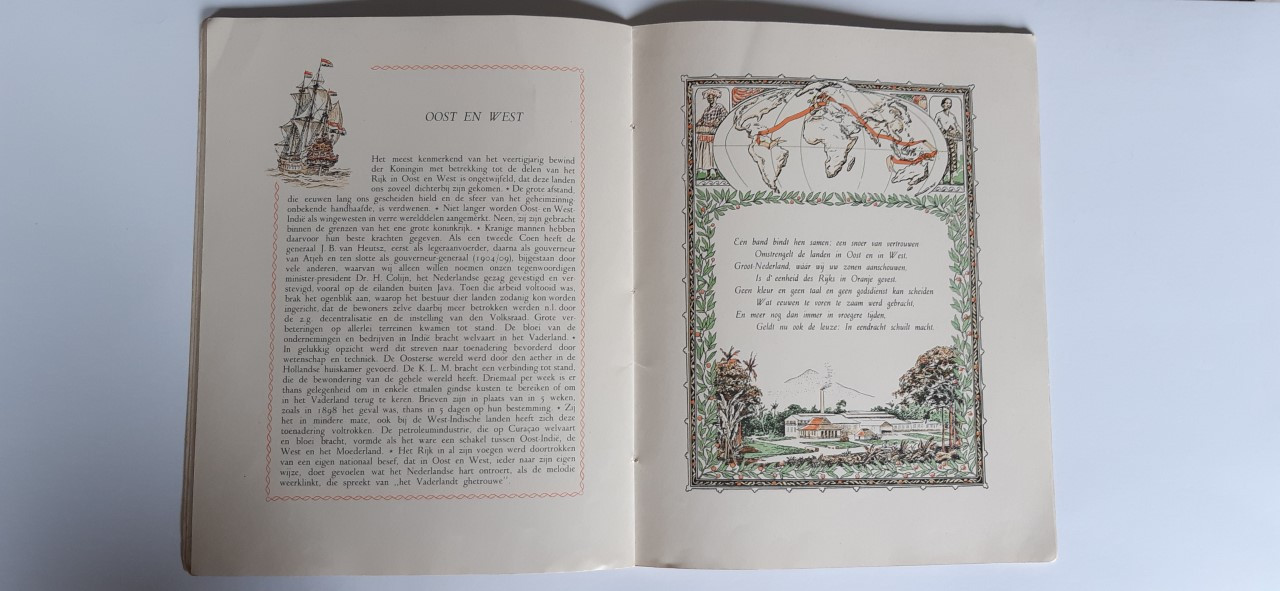 OOST EN WEST
Het meest kenmerkend van het veertigjarig bewind
der Koningin met betrekking tot de delen van het
Rijk in Oost en West is ongetwijfeld, dat deze landen
ons zoveel dichterbij zijn gekomen. * De grote afstand,
die eeuwen lang ons gescheiden hield en de sfeer van het geheimzinnig-
onbekende handhaafde, is verdwenen. * Niet langer worden Oost- en West-
Indië als wingewesten in verre werelddelen aangemerkt. Neen, zij zijn gebracht
binnen de grenzen van het ene grote koninkrijk. * Kranige mannen hebben
daarvoor hun beste krachten gegeven. Als een tweede Coen heeft de
generaal J. B. van Heutsz, eerst als legeraanvoerder, daarna als gouverneur
van Atjeh en ten slotte als gouverneur-generaal (1904/09), bijgestaan door
vele anderen, waarvan wij alleen willen noemen onzen tegenwoordigen
minister-president Dr. H. Colijn, het Nederlandse gezag gevestigd en ver-
stevigd, vooral op de eilanden buiten Java. Toen die arbeid voltooid was,
brak het ogenblik aan, waarop het bestuur dier landen zodanig kon worden
ingericht, dat de bewoners zelve daarbij meer betrokken werden n.l. door
de z.g. decentralisatie en de instelling van den Volksraad. Grote ver-
beteringen op allerlei terreinen kwamen tot stand. De bloei van de
ondernemingen en bedrijven in Indië bracht welvaart in het Vaderland. *
In gelukkig opzicht werd dit streven naar toenadering bevorderd door
wetenschap en techniek. De Oosterse wereld werd door den aether in de
Hollandse huiskamer gevoerd. De K. L. M. bracht een verbinding tot stand,
die de bewondering van de gehele wereld heeft. Driemaal per week is er
thans gelegenheid om in enkele etmalen gindse kusten te bereiken of om
in het Vaderland terug te keren. Brieven zijn in plaats van in 5 weken,
zoals in 1898 het geval was, thans in 5 dagen op hun bestemming. * Zij
het in mindere mate, ook bij de West-Indische landen heeft zich deze
toenadering voltrokken. De petroleumindustrie, die op Curaçao welvaart
en bloei bracht, vormde als het ware een schakel tussen Oost-Indië, de
West en het Moederland. * Het Rijk in al zijn voegen werd doortrokken
van een eigen nationaal besef, dat in Oost en West, ieder naar zijn eigen
wijze, doet gevoelen wat het Nederlandse hart ontroert, als de melodie
weerklinkt, die spreekt van „het Vaderlandt ghetrouwe"
Een band bindt hen samen; een snoer van vertrouwen
Omstrengelt de landen in Oost en in West,
Groot-Nederland, waar wij uw zonen aanschouwen,
Is d' eenheid des Rijks in Oranje gevest.
Geen kleur en geen taal en geen godsdienst kan scheiden
Wat eeuwen te voren te zaam werd gebracht,
En meer nog dan immer in vroegere tijden,
Geldt nu ook de leuze: In eendracht schuilt macht.